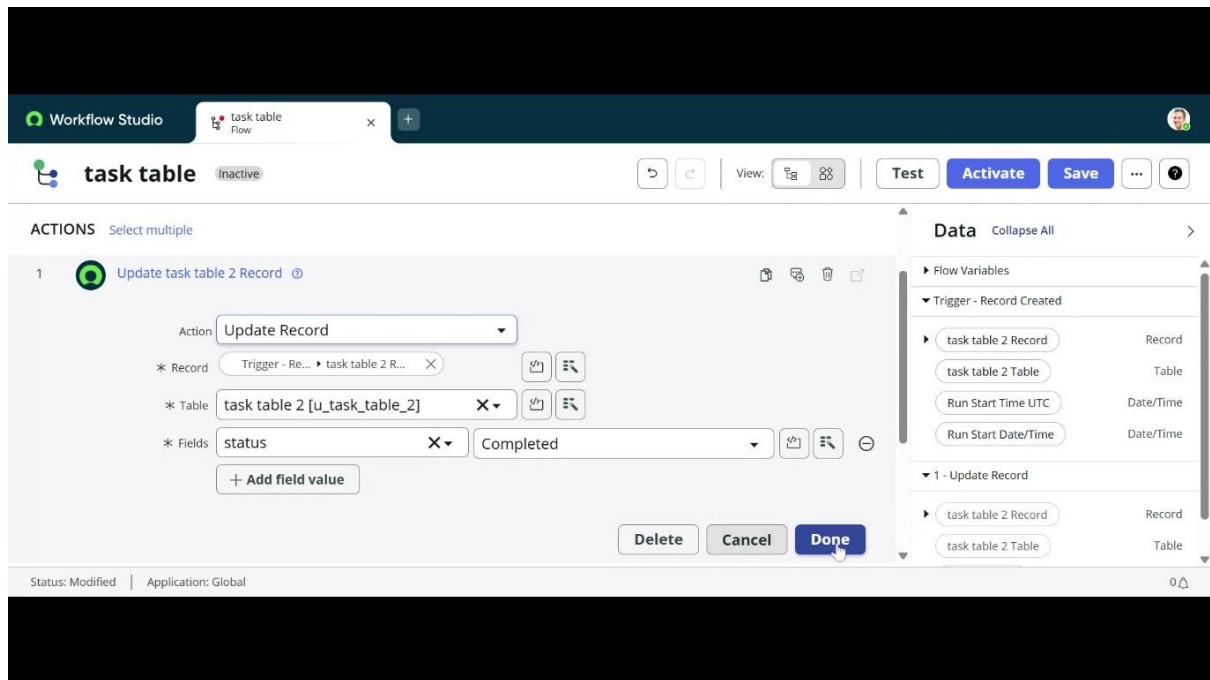 Workflow Studio
task table
Flow
task table Inactive
View:
Test Activate Save
ACTIONS Select multiple
Data Collapse All
1 Update task table 2 Record
Action Update Record
* Record Trigger - Re... ▸ task table 2 R...
* Table task table 2 [u_task_table_2]
* Fields status Completed
+ Add field value
Delete Cancel Done
Flow Variables
Trigger - Record Created
task table 2 Record Record
task table 2 Table Table
Run Start Time UTC Date/Time
Run Start Date/Time Date/Time
1 - Update Record
task table 2 Record Record
task table 2 Table Table
Status: Modified | Application: Global
0